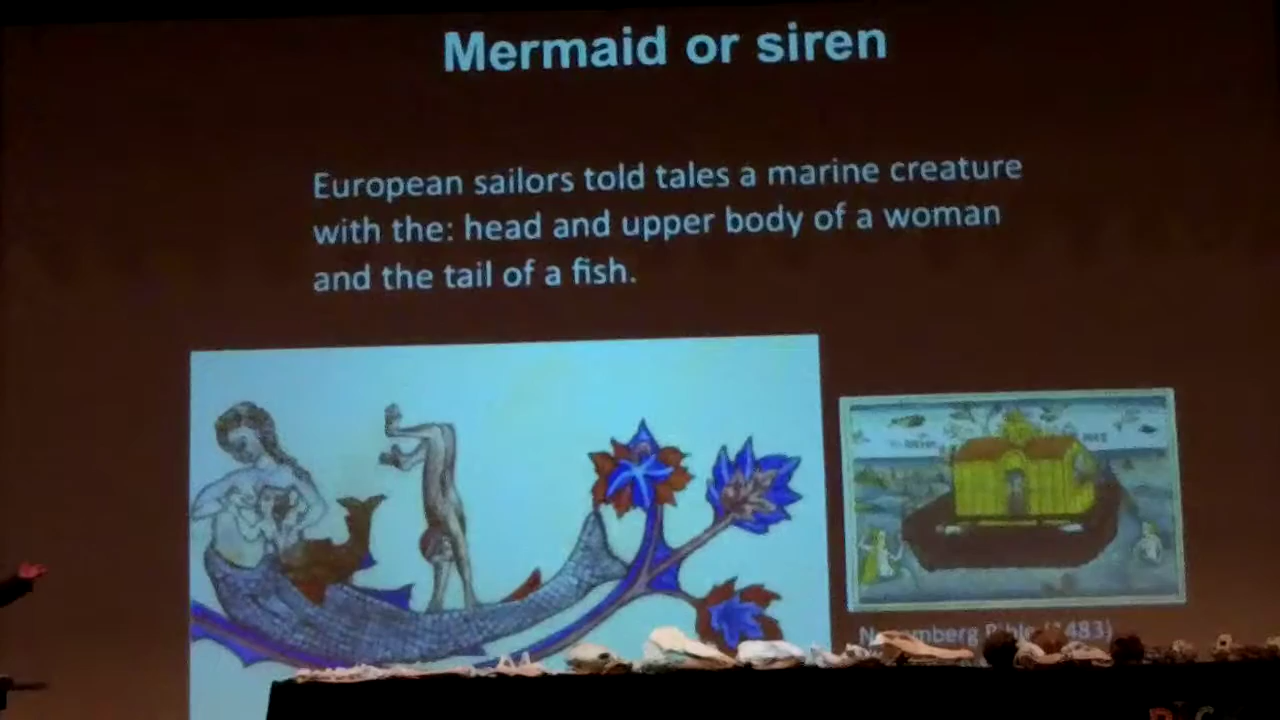 Mermaid or siren
European sailors told tales a marine creature
with the: head and upper body of a woman
and the tail of a fish.